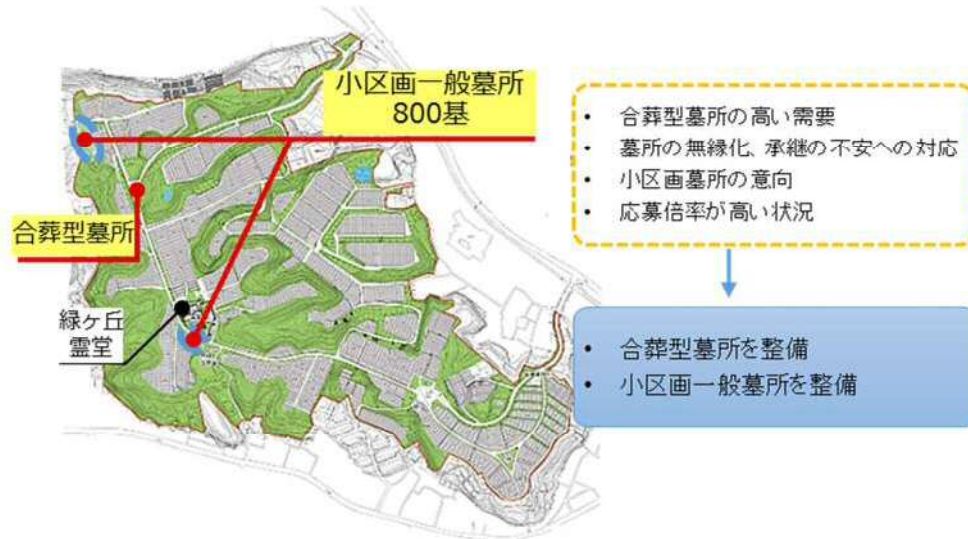 小区画一般墓所
800基
合葬型墓所
緑ヶ丘
霊堂
• 合葬型墓所の高い需要
• 墓所の無縁化、承継の不安への対応
• 小区画墓所の意向
• 応募倍率が高い状況
• 合葬型墓所を整備
• 小区画一般墓所を整備